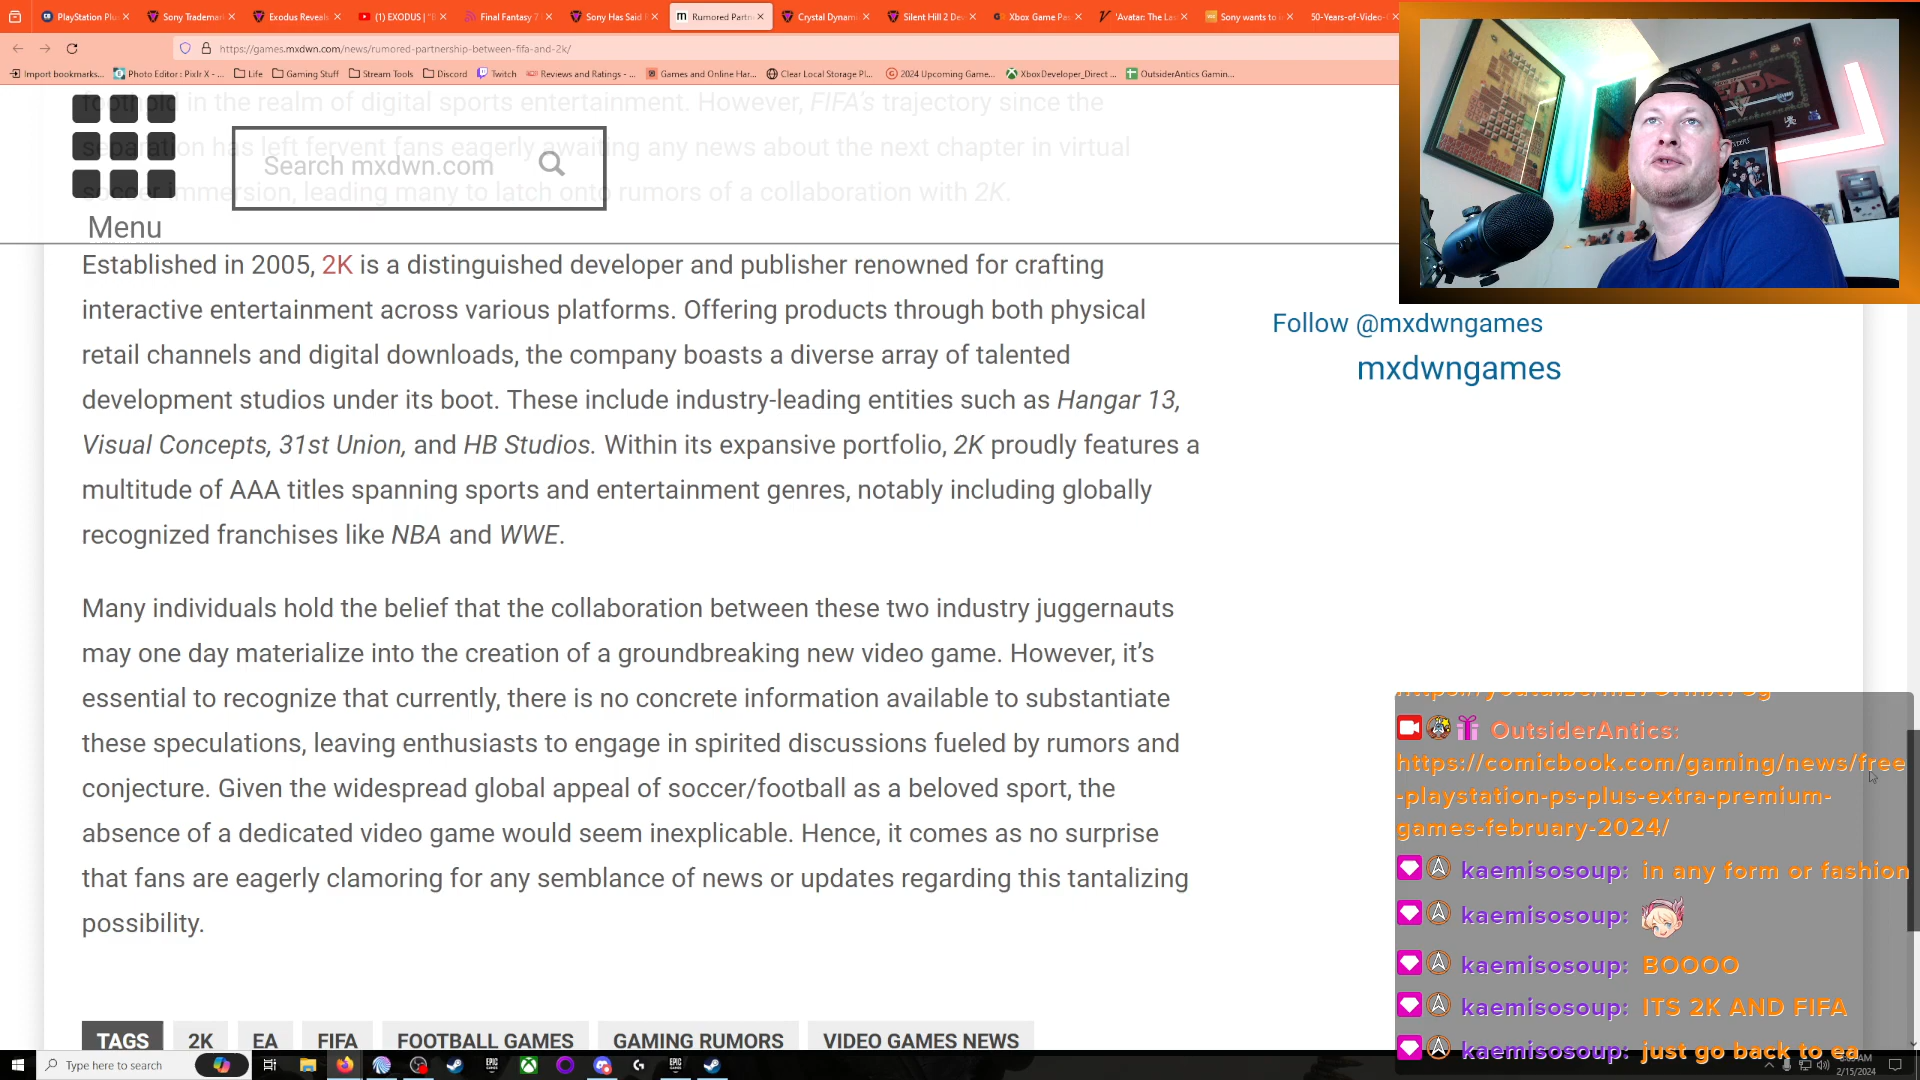 PlayStation Plu
Sony Trademar
Exodus Reveals
(1) EXODUS | "
Final Fantasy 7
Sony Has Said
Rumored Partn
Crystal Dynami
Silent Hill 2 De
Xbox Game Pas
'Avatar: The La
Sony wants to
50-Years-of-Video-
https://games.mxdwn.com/news/rumored-partnership-between-fifa-and-2k/
Import bookmarks...
Photo Editor : Pixlr X - ...
Life
Gaming Stuff
Stream Tools
Discord
Twitch
Reviews and Ratings - ...
Games and Online Har...
Clear Local Storage Pl...
2024 Upcoming Game...
XboxDeveloper_Direct ...
OutsiderAntics Gamin...
foothold in the realm of digital sports entertainment. However, FIFA's trajectory since the
separation has left fervent fans eagerly awaiting any news about the next chapter in virtual
soccer immersion, leading many to latch onto rumors of a collaboration with 2K.
Search mxdwn.com
Menu
Established in 2005, 2K is a distinguished developer and publisher renowned for crafting
interactive entertainment across various platforms. Offering products through both physical
retail channels and digital downloads, the company boasts a diverse array of talented
development studios under its boot. These include industry-leading entities such as Hangar 13,
Visual Concepts, 31st Union, and HB Studios. Within its expansive portfolio, 2K proudly features a
multitude of AAA titles spanning sports and entertainment genres, notably including globally
recognized franchises like NBA and WWE.
Many individuals hold the belief that the collaboration between these two industry juggernauts
may one day materialize into the creation of a groundbreaking new video game. However, it's
essential to recognize that currently, there is no concrete information available to substantiate
these speculations, leaving enthusiasts to engage in spirited discussions fueled by rumors and
conjecture. Given the widespread global appeal of soccer/football as a beloved sport, the
absence of a dedicated video game would seem inexplicable. Hence, it comes as no surprise
that fans are eagerly clamoring for any semblance of news or updates regarding this tantalizing
possibility.
TAGS
2K
EA
FIFA
FOOTBALL GAMES
GAMING RUMORS
VIDEO GAMES NEWS
Follow @mxdwngames
mxdwngames
OutsiderAntics:
https://comicbook.com/gaming/news/free
-playstation-ps-plus-extra-premium-
games-february-2024/
kaemisosoup: in any form or fashion
kaemisosoup:
kaemisosoup: BOOOO
kaemisosoup: ITS 2K AND FIFA
kaemisosoup: just go back to ea
Type here to search
2/15/2024